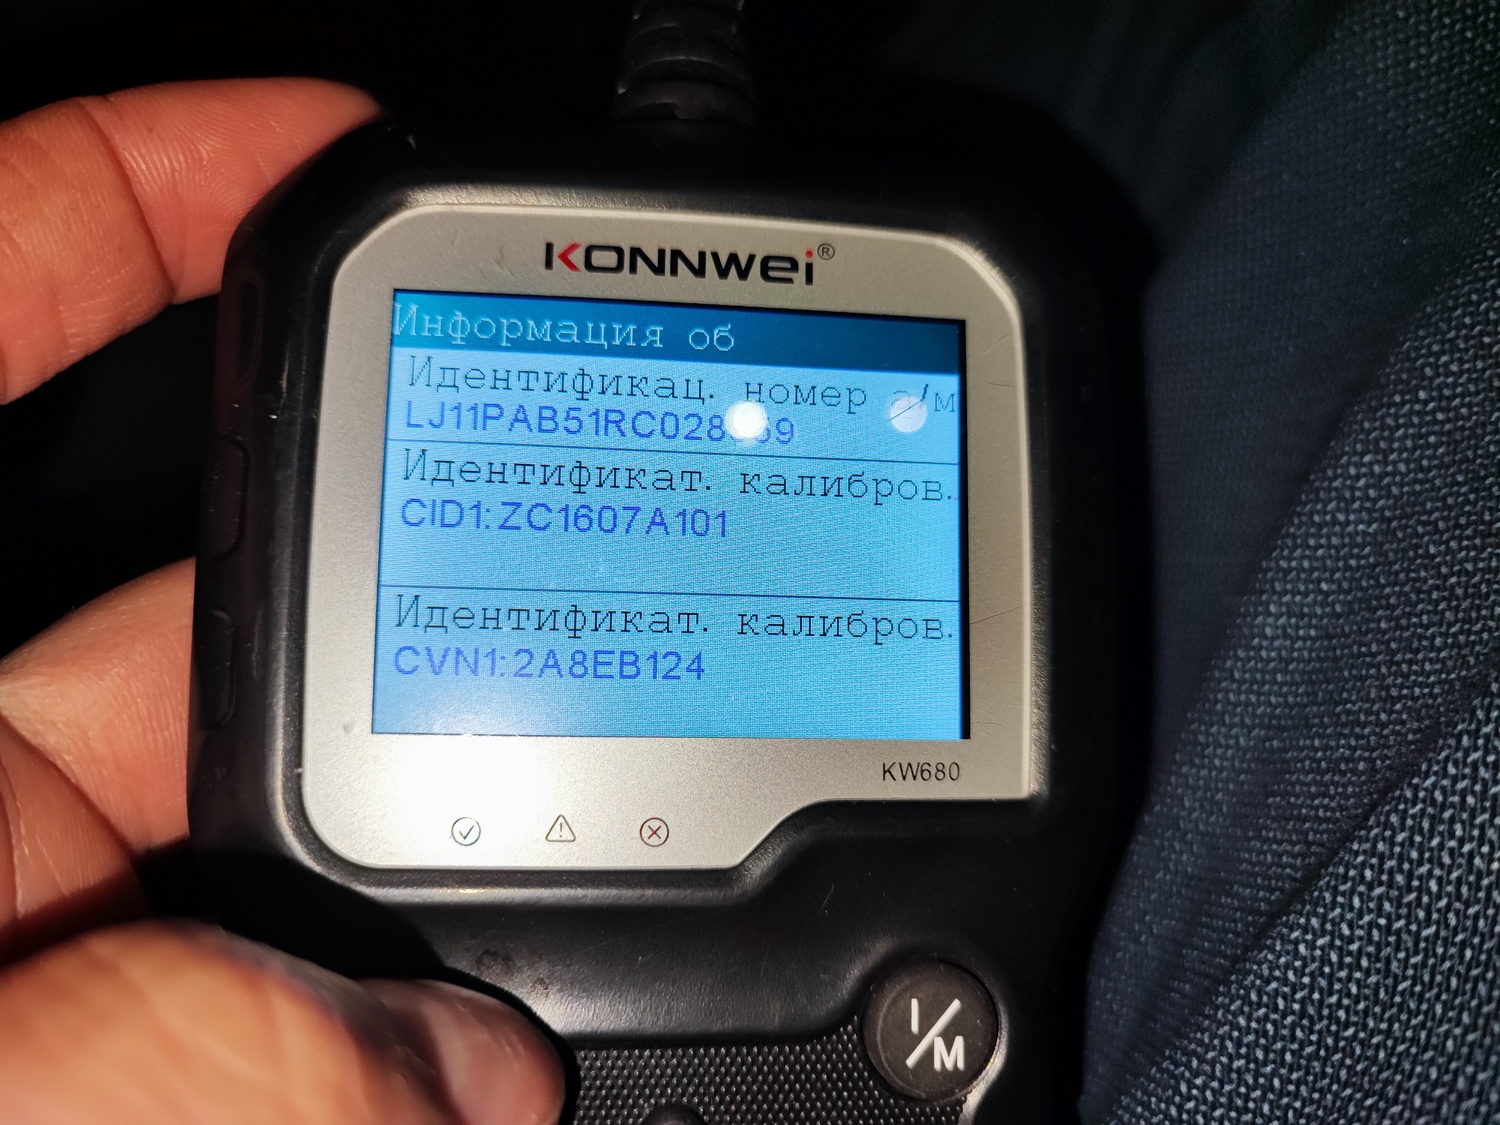 KONNWEI®
Информация об
Идентификац. номер а/м
Идентификат. калибров.
CID1:ZC1607A101
Идентификат. калибров.
CVN1:2A8EB124
KW680
I/M